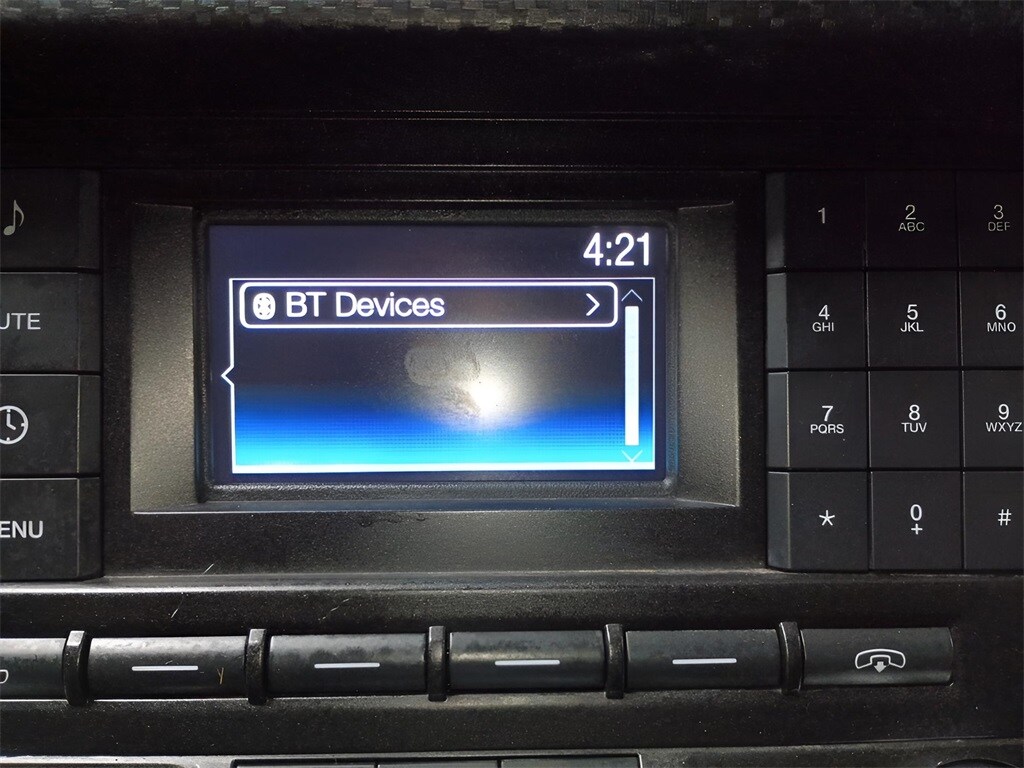 4:21
BT Devices
UTE
ENU
1
2
ABC
3
DEF
4
GHI
5
JKL
6
MNO
7
PQRS
8
TUV
9
WXYZ
*
0
+
#